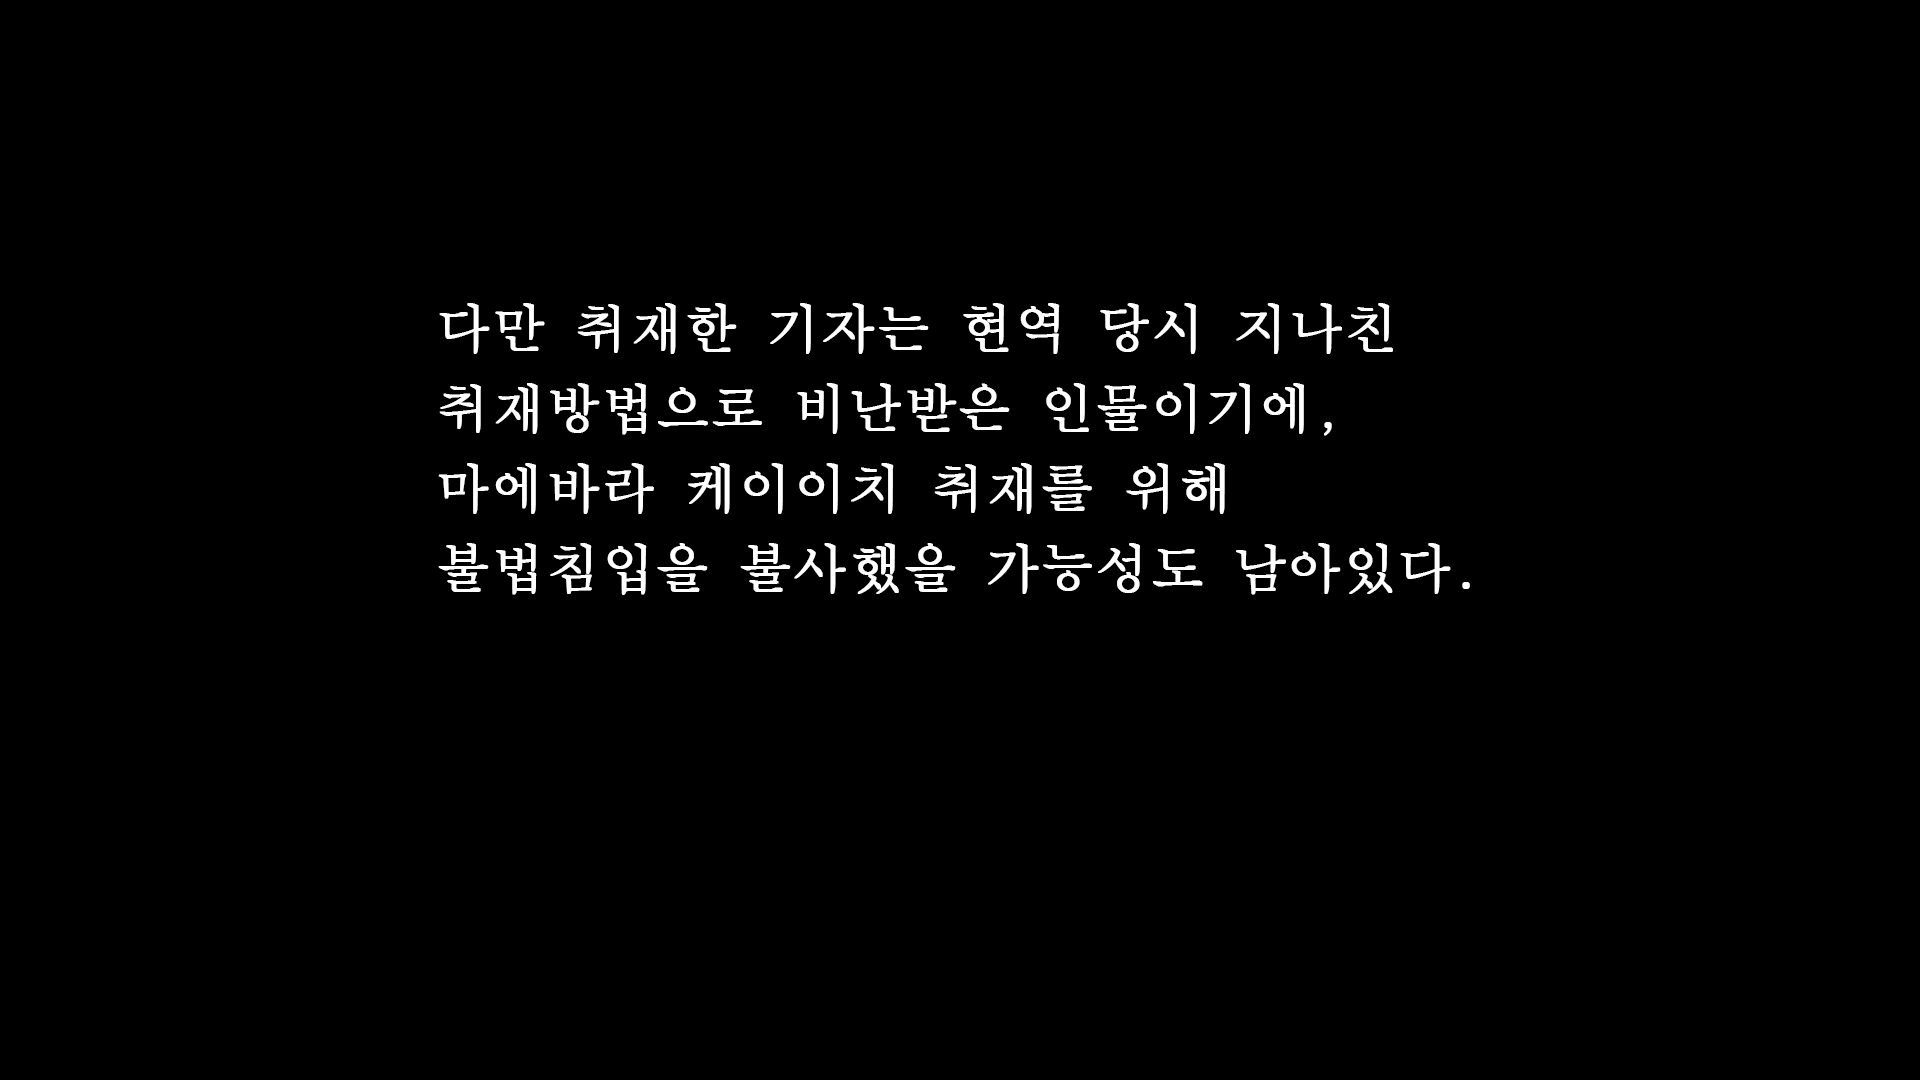 다만 취재한 기자는 현역 당시 지나친
취재방법으로 비난받은 인물이기에,
마에바라 케이이치 취재를 위해
불법침입을 불사했을 가능성도 남아있다.